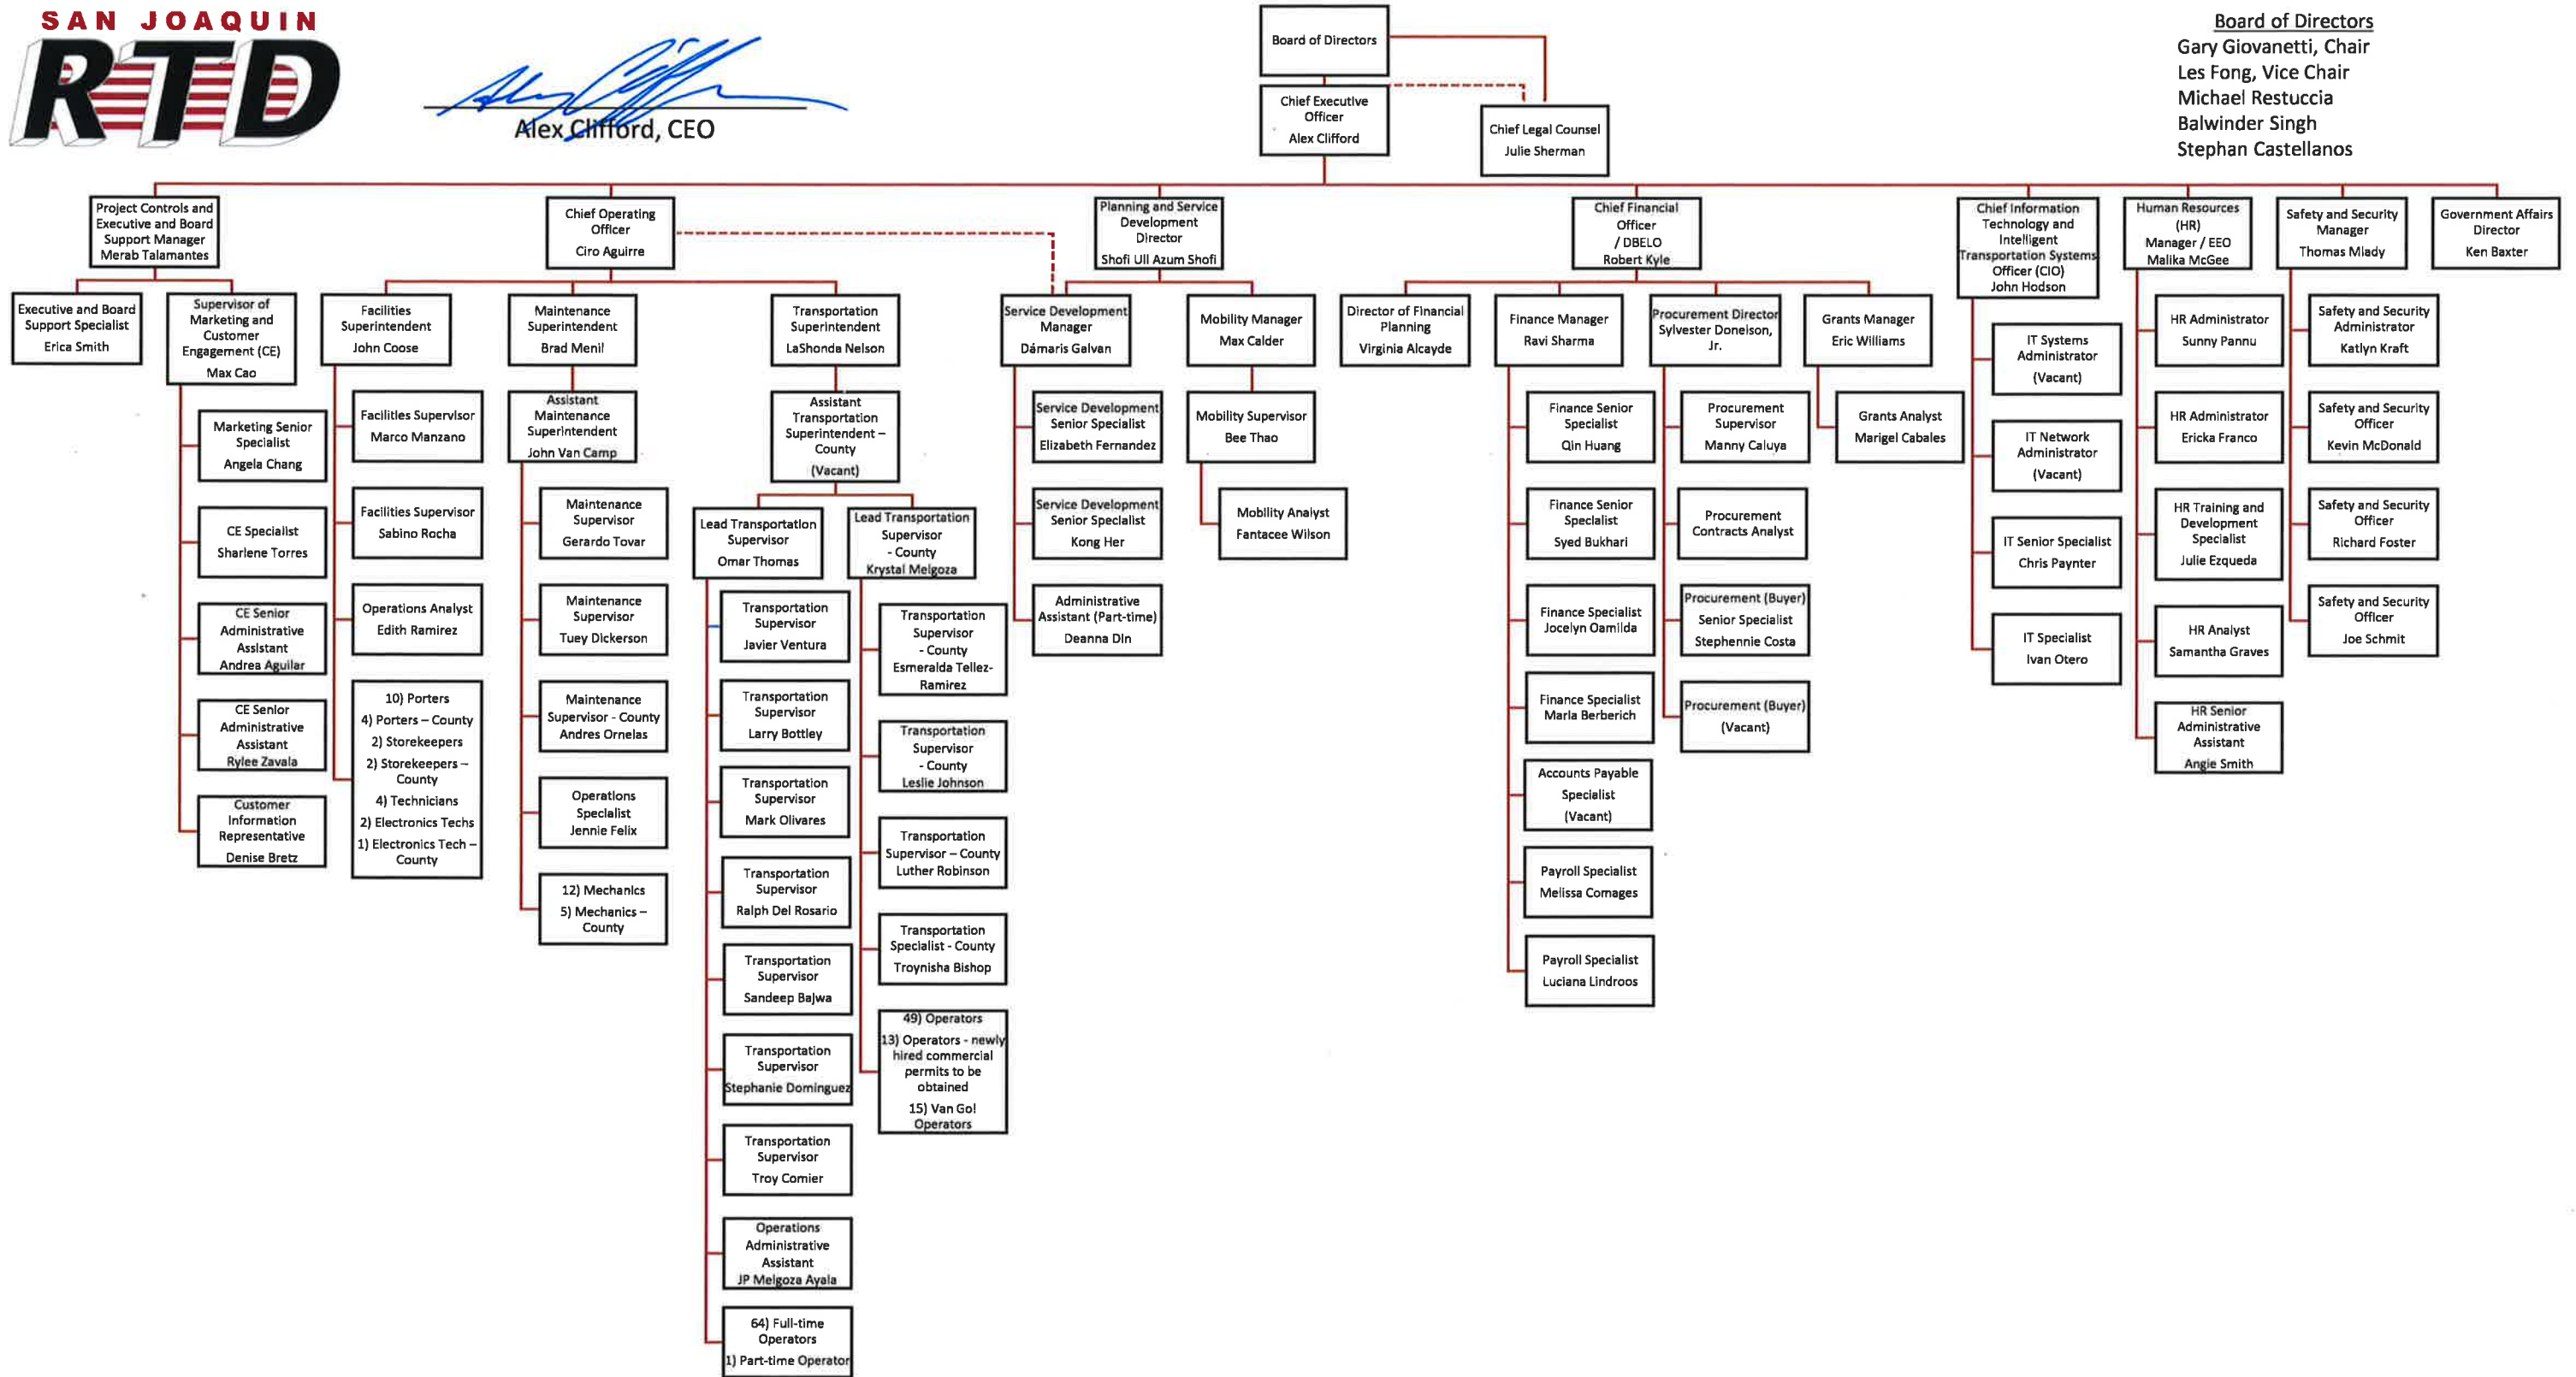 SAN JOAQUIN
RTD
Alex Clifford, CEO
Board of Directors
Chief Executive
Officer
Alex Clifford
Chief Legal Counsel
Julie Sherman
Board of Directors
Gary Giovanetti, Chair
Les Fong, Vice Chair
Michael Restuccia
Balwinder Singh
Stephan Castellanos
Project Controls and
Executive and Board
Support Manager
Merab Talamantes
Chief Operating
Officer
Ciro Aguirre
Planning and Service
Development
Director
Shofi Ull Azum Shofi
Chief Financial
Officer
/ DBELO
Robert Kyle
Chief Information
Technology and
Intelligent
Transportation Systems
Officer (CIO)
John Hodson
Human Resources
(HR)
Manager / EEO
Malika McGee
Safety and Security
Manager
Thomas Mlady
Government Affairs
Director
Ken Baxter
Executive and Board
Support Specialist
Erica Smith
Supervisor of
Marketing and
Customer
Engagement (CE)
Max Cao
Marketing Senior
Specialist
Angela Chang
CE Specialist
Sharlene Torres
CE Senior
Administrative
Assistant
Andrea Aguilar
CE Senior
Administrative
Assistant
Rylee Zavala
Customer
Information
Representative
Denise Bretz
Facilities
Superintendent
John Coose
Facilities Supervisor
Marco Manzano
Facilities Supervisor
Sabino Rocha
Operations Analyst
Edith Ramirez
10) Porters
4) Porters – County
2) Storekeepers
2) Storekeepers –
County
4) Technicians
2) Electronics Techs
1) Electronics Tech –
County
Maintenance
Superintendent
Brad Menil
Assistant
Maintenance
Superintendent
John Van Camp
Maintenance
Supervisor
Gerardo Tovar
Maintenance
Supervisor
Tuey Dickerson
Maintenance
Supervisor - County
Andres Ornelas
Operations
Specialist
Jennie Felix
12) Mechanics
5) Mechanics –
County
Transportation
Superintendent
LaShonda Nelson
Assistant
Transportation
Superintendent –
County
(Vacant)
Lead Transportation
Supervisor
Omar Thomas
Transportation
Supervisor
Javier Ventura
Transportation
Supervisor
Larry Bottley
Transportation
Supervisor
Mark Olivares
Transportation
Supervisor
Ralph Del Rosario
Transportation
Supervisor
Sandeep Bajwa
Transportation
Supervisor
Stephanie Dominguez
Transportation
Supervisor
Troy Comier
Operations
Administrative
Assistant
JP Melgoza Ayala
64) Full-time
Operators
1) Part-time Operator
Lead Transportation
Supervisor
- County
Krystal Melgoza
Transportation
Supervisor
- County
Esmeralda Tellez-
Ramirez
Transportation
Supervisor
- County
Leslie Johnson
Transportation
Supervisor – County
Luther Robinson
Transportation
Specialist - County
Troynisha Bishop
49) Operators
13) Operators - newly
hired commercial
permits to be
obtained
15) Van Go!
Operators
Service Development
Manager
Dámaris Galvan
Service Development
Senior Specialist
Elizabeth Fernandez
Service Development
Senior Specialist
Kong Her
Administrative
Assistant (Part-time)
Deanna Din
Mobility Manager
Max Calder
Mobility Supervisor
Bee Thao
Mobility Analyst
Fantacee Wilson
Director of Financial
Planning
Virginia Alcayde
Finance Manager
Ravi Sharma
Finance Senior
Specialist
Qin Huang
Finance Senior
Specialist
Syed Bukhari
Finance Specialist
Jocelyn Oamilda
Finance Specialist
Marla Berberich
Accounts Payable
Specialist
(Vacant)
Payroll Specialist
Melissa Comages
Payroll Specialist
Luciana Lindroos
Procurement Director
Sylvester Donelson,
Jr.
Procurement
Supervisor
Manny Caluya
Procurement
Contracts Analyst
Procurement (Buyer)
Senior Specialist
Stephennie Costa
Procurement (Buyer)
(Vacant)
Grants Manager
Eric Williams
Grants Analyst
Marigel Cabales
IT Systems
Administrator
(Vacant)
IT Network
Administrator
(Vacant)
IT Senior Specialist
Chris Paynter
IT Specialist
Ivan Otero
HR Administrator
Sunny Pannu
HR Administrator
Ericka Franco
HR Training and
Development
Specialist
Julie Ezqueda
HR Analyst
Samantha Graves
HR Senior
Administrative
Assistant
Angie Smith
Safety and Security
Administrator
Katlyn Kraft
Safety and Security
Officer
Kevin McDonald
Safety and Security
Officer
Richard Foster
Safety and Security
Officer
Joe Schmit